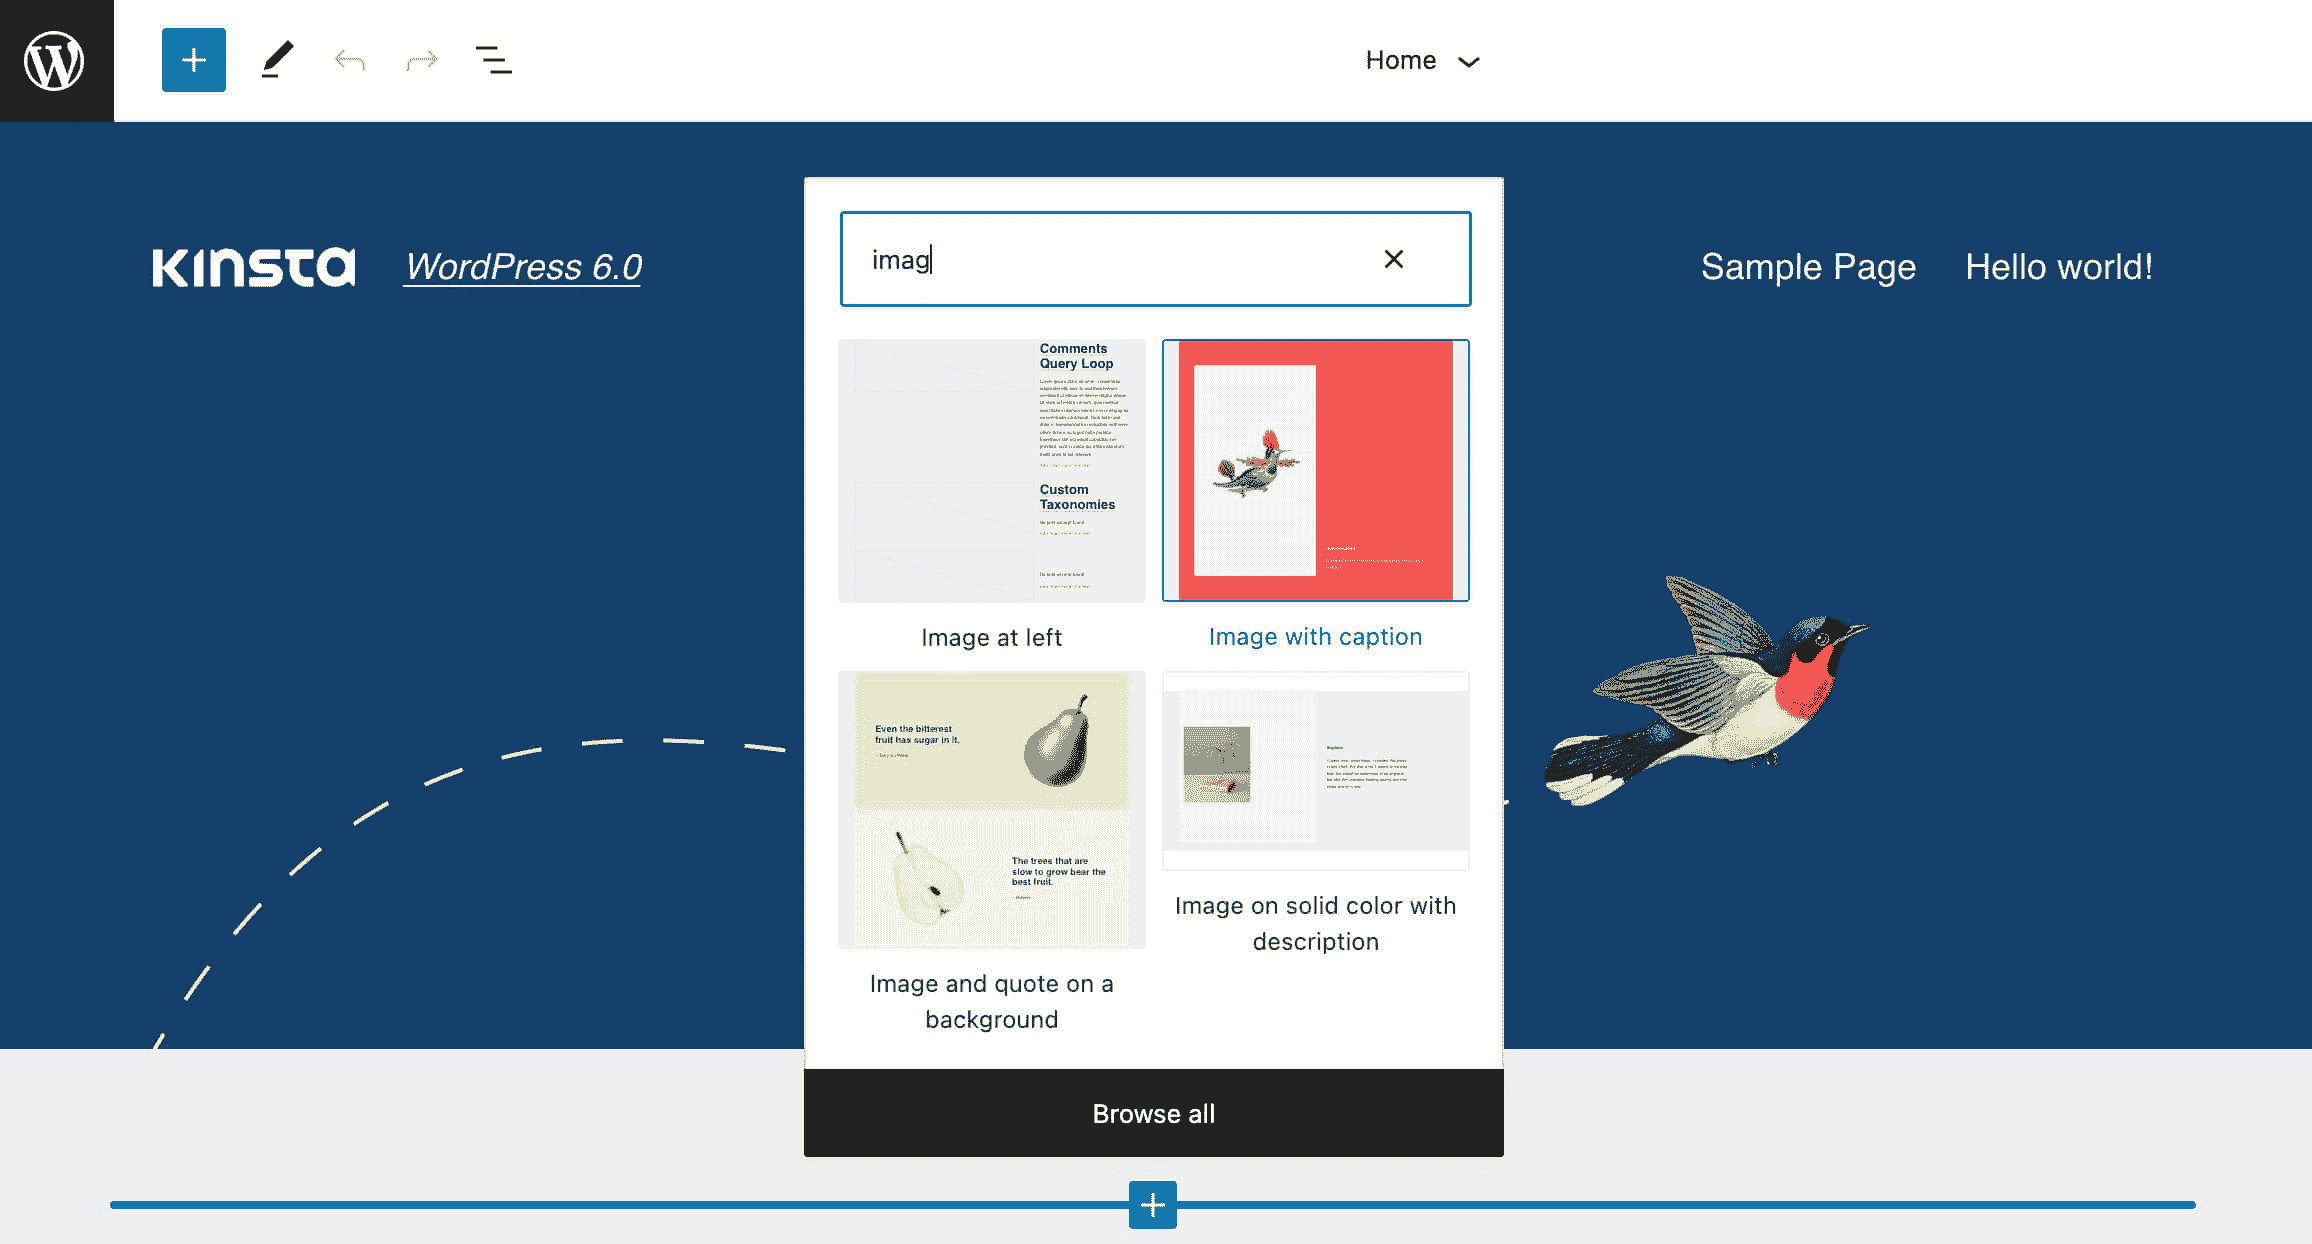 Home
KINSTA
WordPress 6.0
Sample Page
Hello world!
imag
Comments
Query Loop
Custom
Taxonomies
Image at left
Image with caption
Even the bitterest
fruit has sugar in it.
The trees that are
slow to grow bear the
best fruit.
Image and quote on a
background
Image on solid color with
description
Browse all